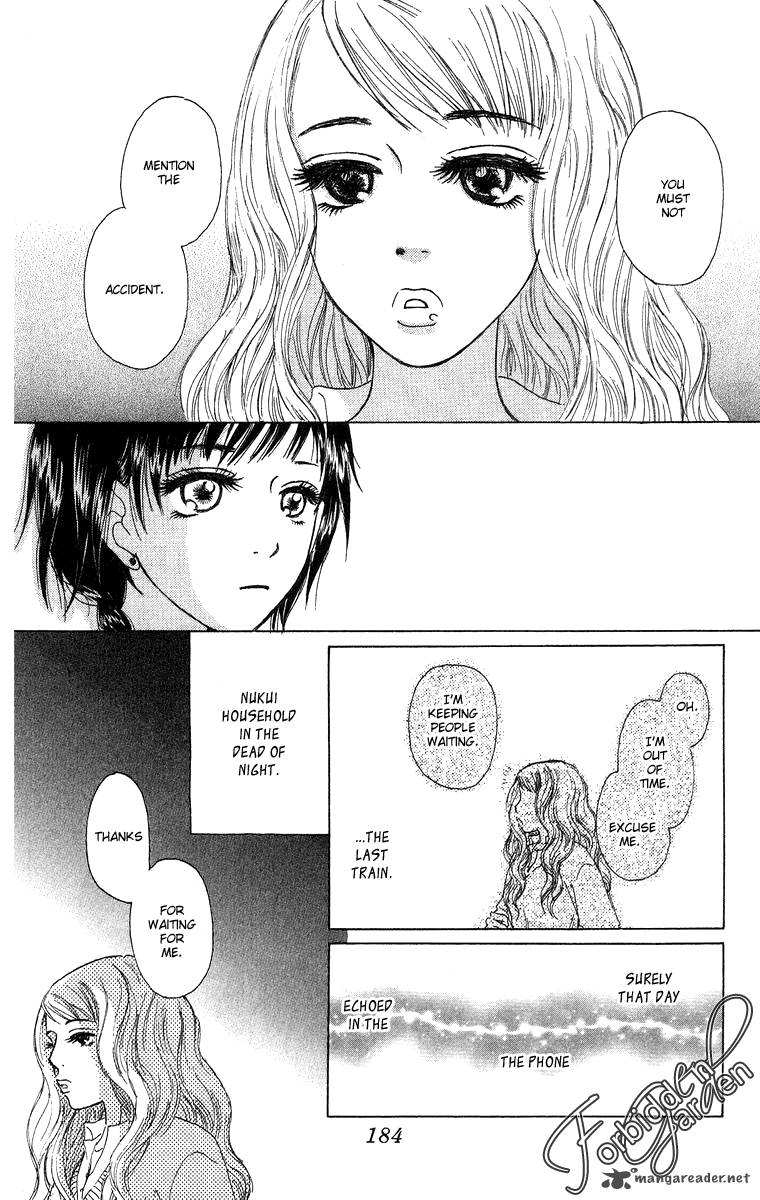 YOU
MUST
NOT
MENTION
THE
ACCIDENT.
OH.
I'M
OUT
OF
TIME.
EXCUSE
ME.
I'M
KEEPING
PEOPLE
WAITING.
...THE
LAST
TRAIN.
SURELY
THAT DAY
THE PHONE
ECHOED
IN THE
NUKUI
HOUSEHOLD
IN THE
DEAD OF
NIGHT.
THANKS
FOR
WAITING
FOR
ME.
184
Forbidden
Garden
mangareader.net